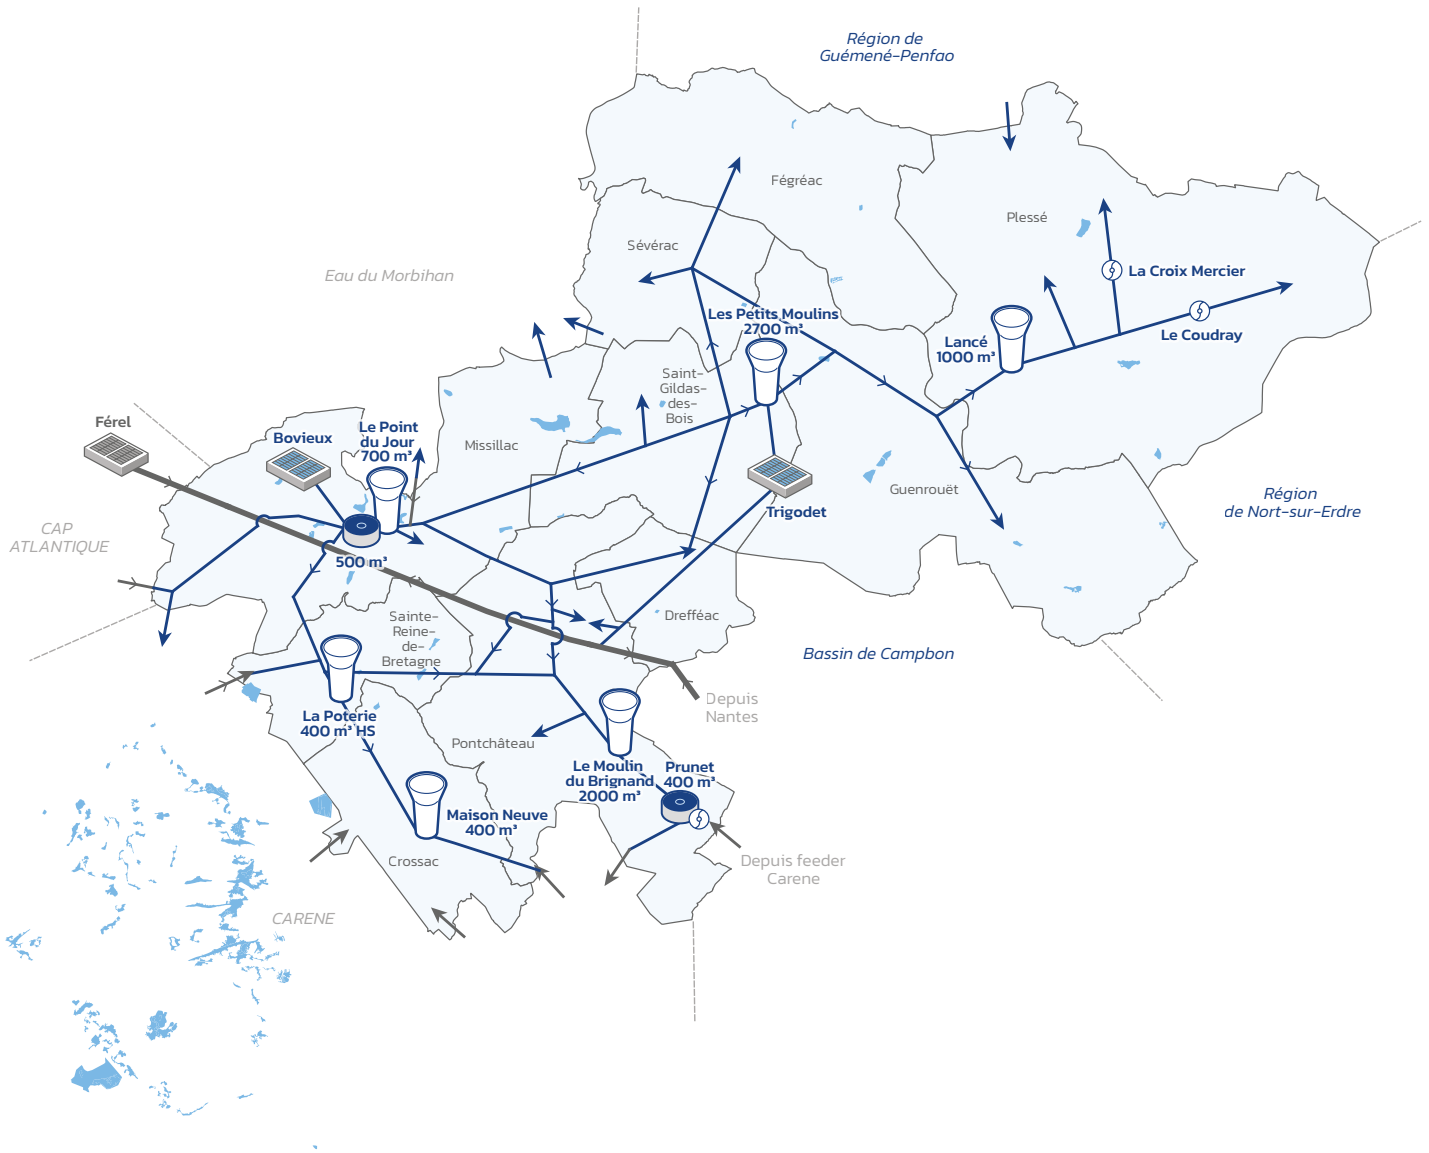 Région de
Guémené-Penfao
Fégréac
Plessé
Sévérac
Eau du Morbihan
La Croix Mercier
Les Petits Moulins
2700 m³
Le Coudray
Lancé
1000 m³
Saint-
Gildas-
des-
Bois
Férel
Le Point
du Jour
700 m³
Bovieux
Missillac
Guenrouët
Région
de Nort-sur-Erdre
Trigodet
CAP
ATLANTIQUE
500 m³
Sainte-
Reine-
de-
Bretagne
Drefféac
Bassin de Campbon
Depuis
Nantes
La Poterie
400 m³ HS
Pontchâteau
Le Moulin
du Brignand
2000 m³
Prunet
400 m³
Maison Neuve
400 m³
Crossac
Depuis feeder
Carene
CARENE